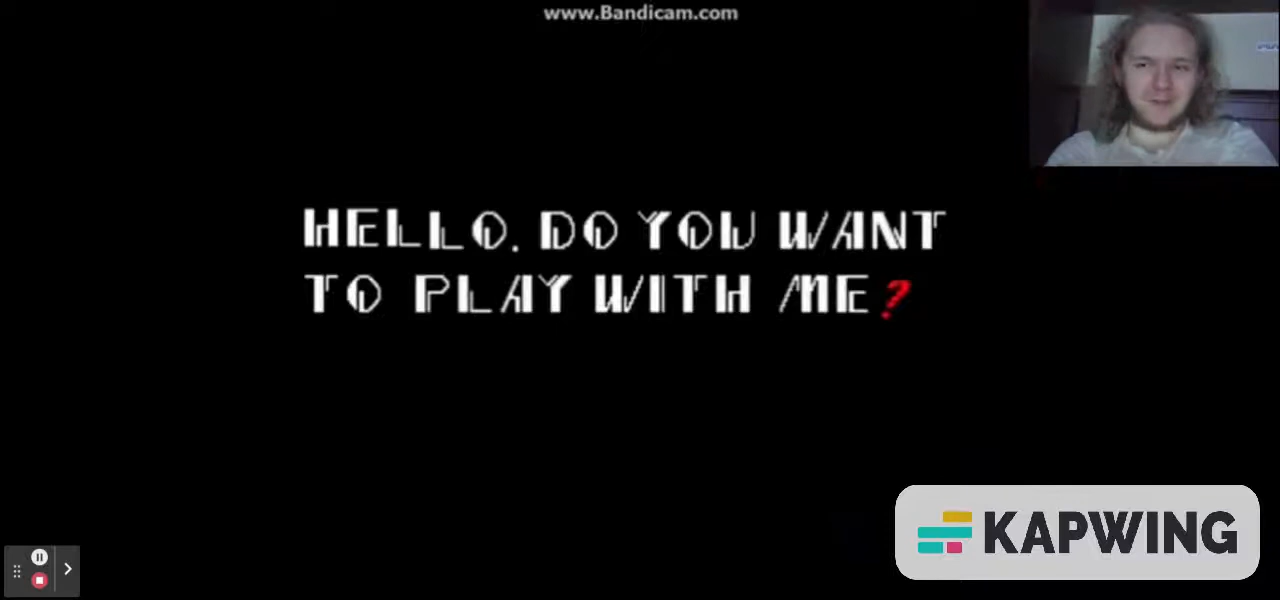 www.Bandicam.com
HELLO. DO YOU WANT
TO PLAY WITH ME?
KAPWING